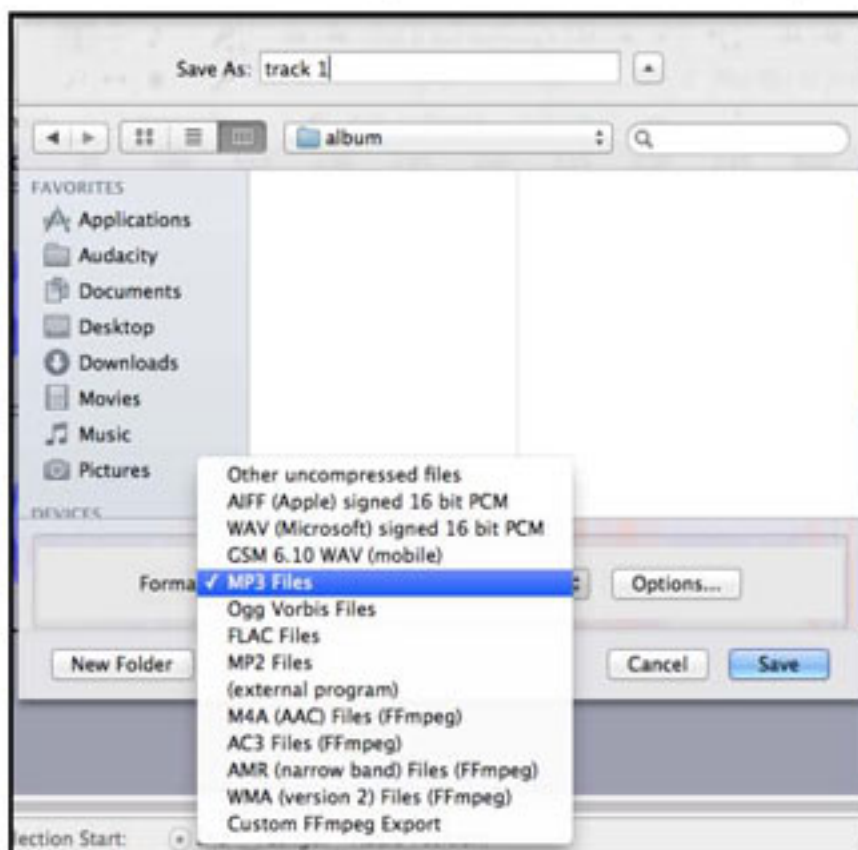 Save As: track 1
album
FAVORITES
Applications
Audacity
Documents
Desktop
Downloads
Movies
Music
Pictures
DEVICES
Other uncompressed files
AIFF (Apple) signed 16 bit PCM
WAV (Microsoft) signed 16 bit PCM
GSM 6.10 WAV (mobile)
Forma ✓ MP3 Files Options...
Ogg Vorbis Files
FLAC Files
MP2 Files
New Folder Cancel Save
(external program)
M4A (AAC) Files (FFmpeg)
AC3 Files (FFmpeg)
AMR (narrow band) Files (FFmpeg)
WMA (version 2) Files (FFmpeg)
Custom FFmpeg Export
lection Start: